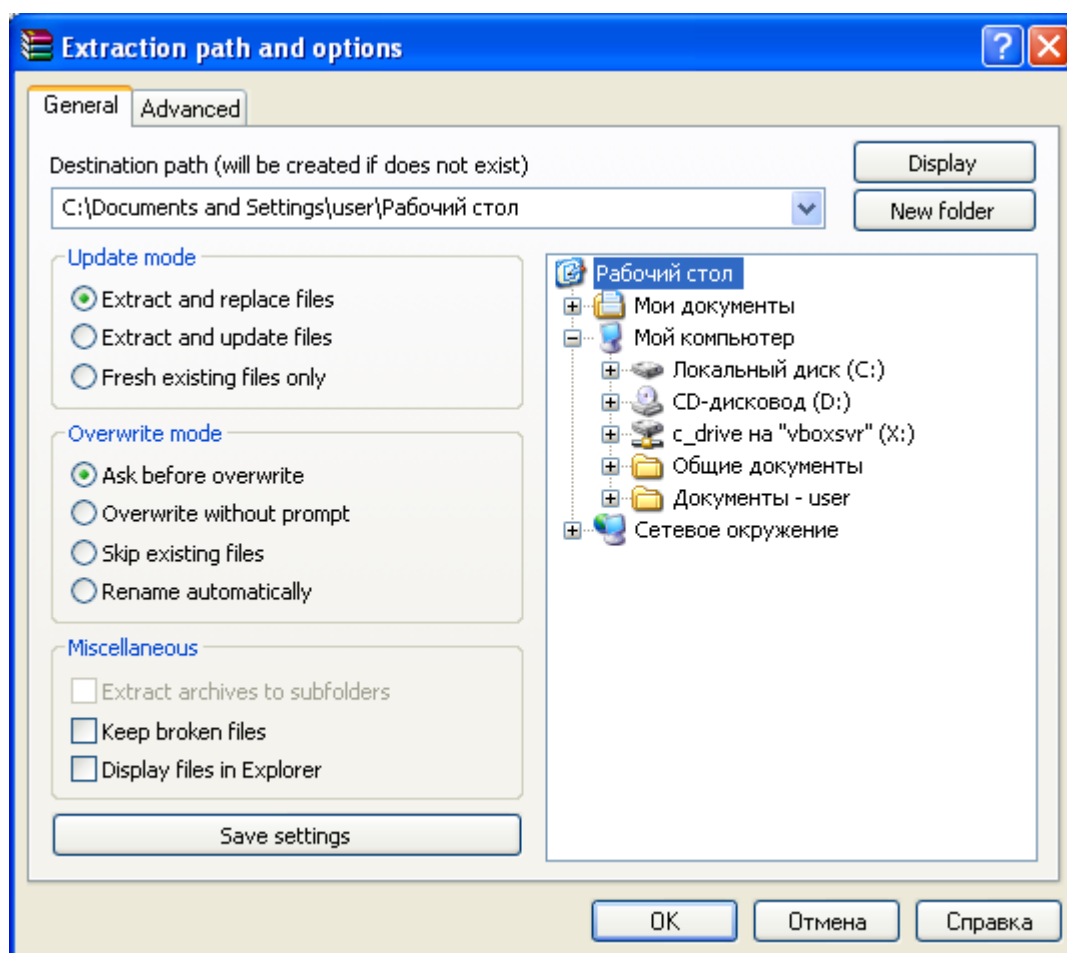 Extraction path and options
General
Advanced
Destination path (will be created if does not exist)
Display
C:\Documents and Settings\user\Рабочий стол
New folder
Update mode
Extract and replace files
Extract and update files
Fresh existing files only
Overwrite mode
Ask before overwrite
Overwrite without prompt
Skip existing files
Rename automatically
Miscellaneous
Extract archives to subfolders
Keep broken files
Display files in Explorer
Save settings
Рабочий стол
Мои документы
Мой компьютер
Локальный диск (C:)
CD-дисковод (D:)
c_drive на "vboxsvr" (X:)
Общие документы
Документы - user
Сетевое окружение
OK
Отмена
Справка